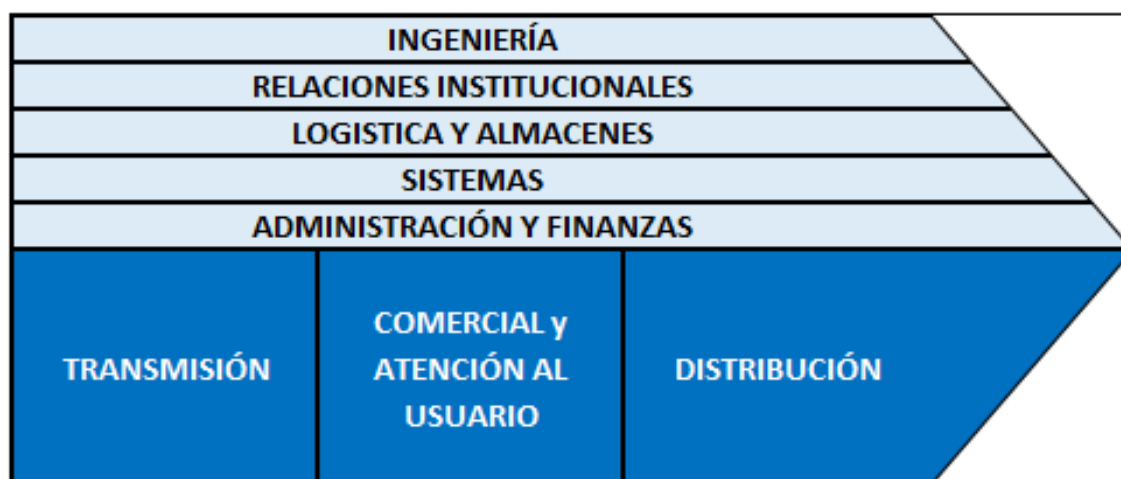 INGENIERÍA
RELACIONES INSTITUCIONALES
LOGISTICA Y ALMACENES
SISTEMAS
ADMINISTRACIÓN Y FINANZAS
TRANSMISIÓN
COMERCIAL y
ATENCIÓN AL
USUARIO
DISTRIBUCIÓN